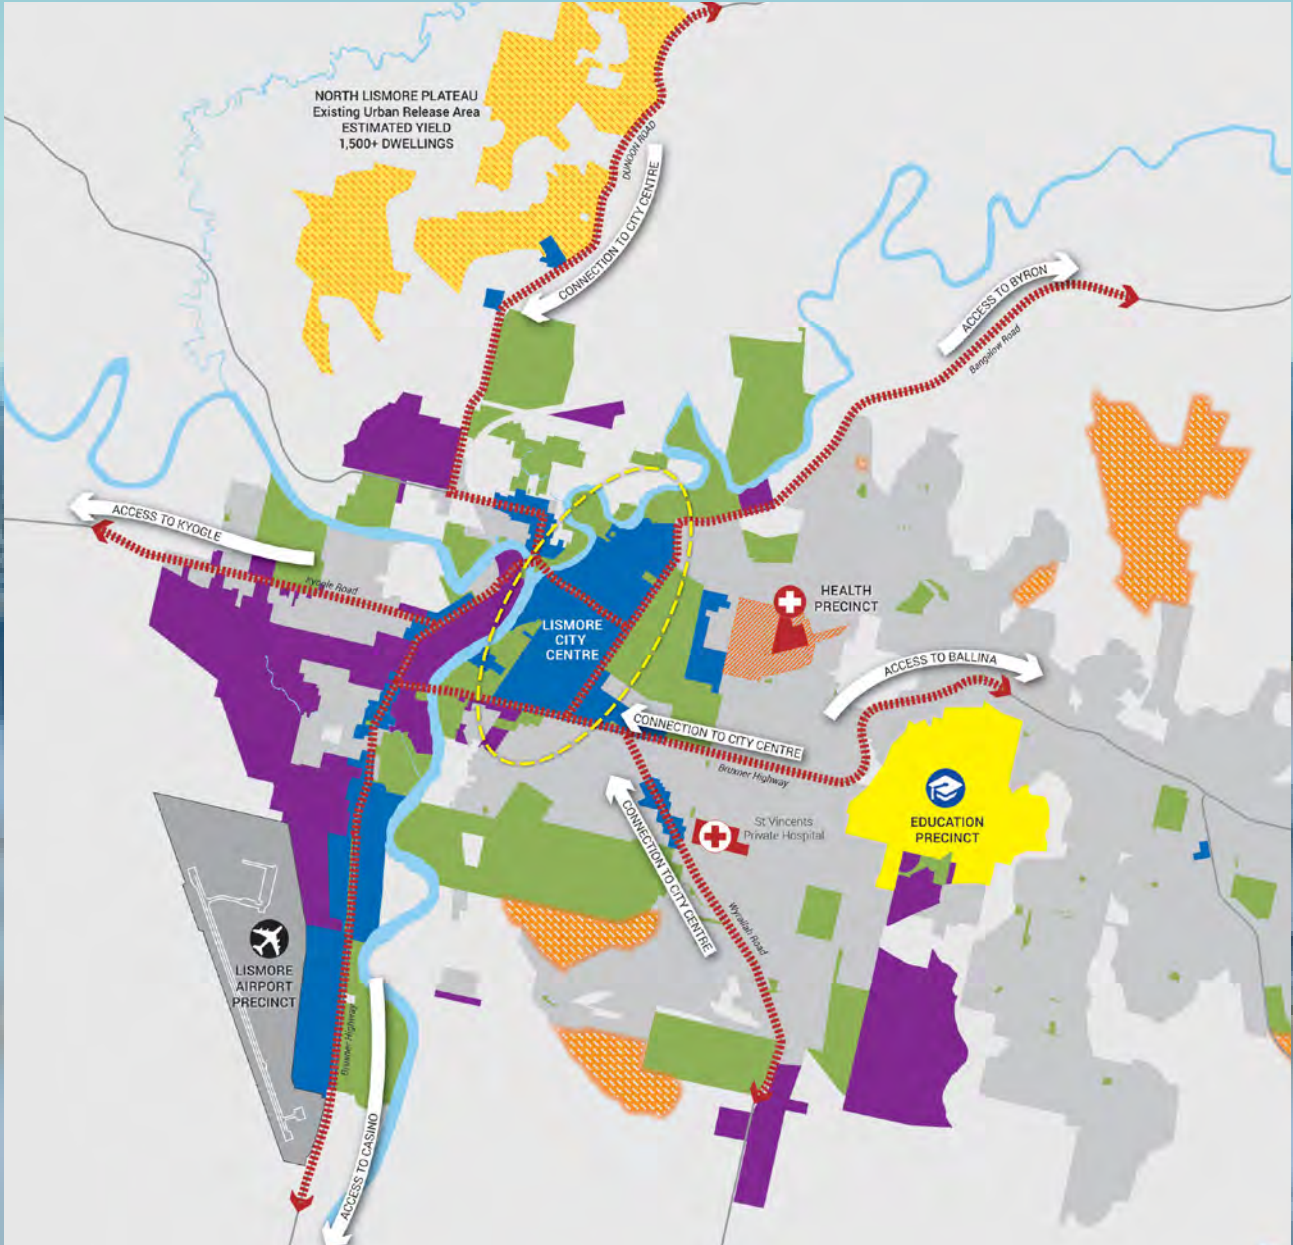 NORTH LISMORE PLATEAU
Existing Urban Release Area
ESTIMATED YIELD
1,500+ DWELLINGS
DUNOON ROAD
CONNECTION TO CITY CENTRE
ACCESS TO BYRON
Bangalow Road
ACCESS TO KYOGLE
Kyogle Road
HEALTH
PRECINCT
LISMORE
CITY
CENTRE
ACCESS TO BALLINA
CONNECTION TO CITY CENTRE
Bruxner Highway
CONNECTION TO CITY CENTRE
St Vincents
Private Hospital
EDUCATION
PRECINCT
Wyrallah Road
LISMORE
AIRPORT
PRECINCT
Bruxner Highway
ACCESS TO CASINO